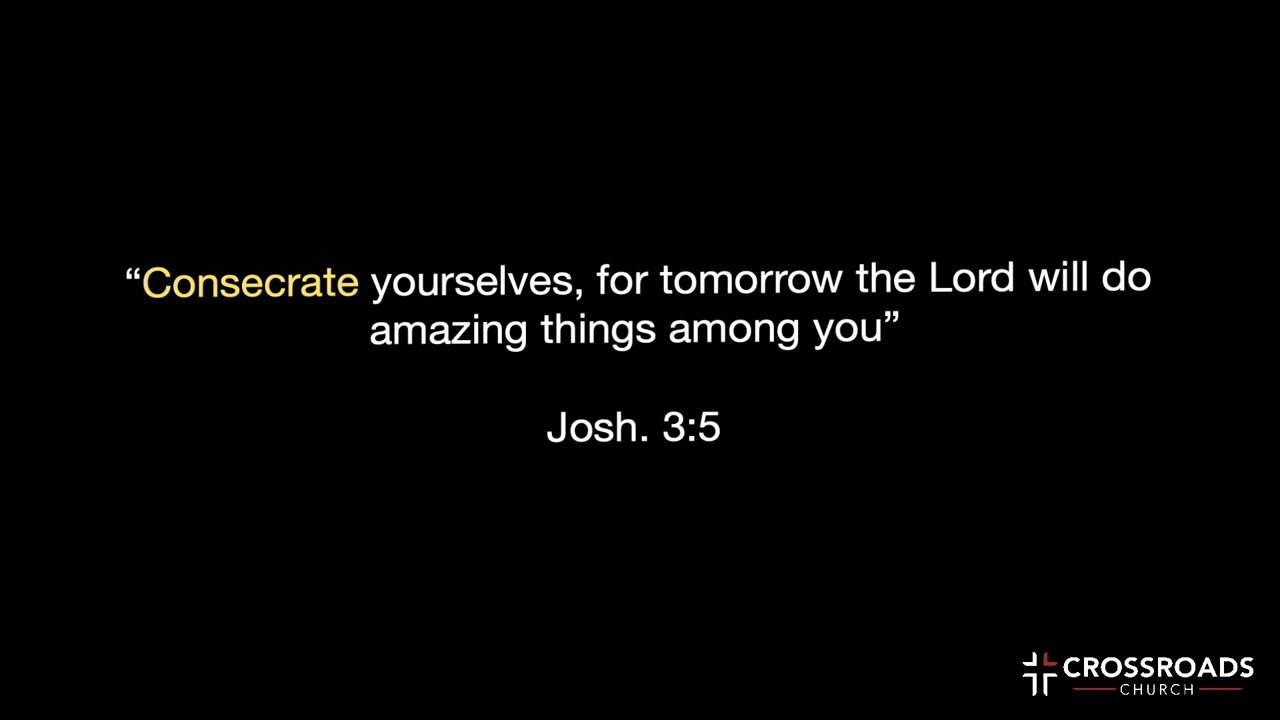 “Consecrate yourselves, for tomorrow the Lord will do
amazing things among you”
Josh. 3:5
CROSSROADS
CHURCH